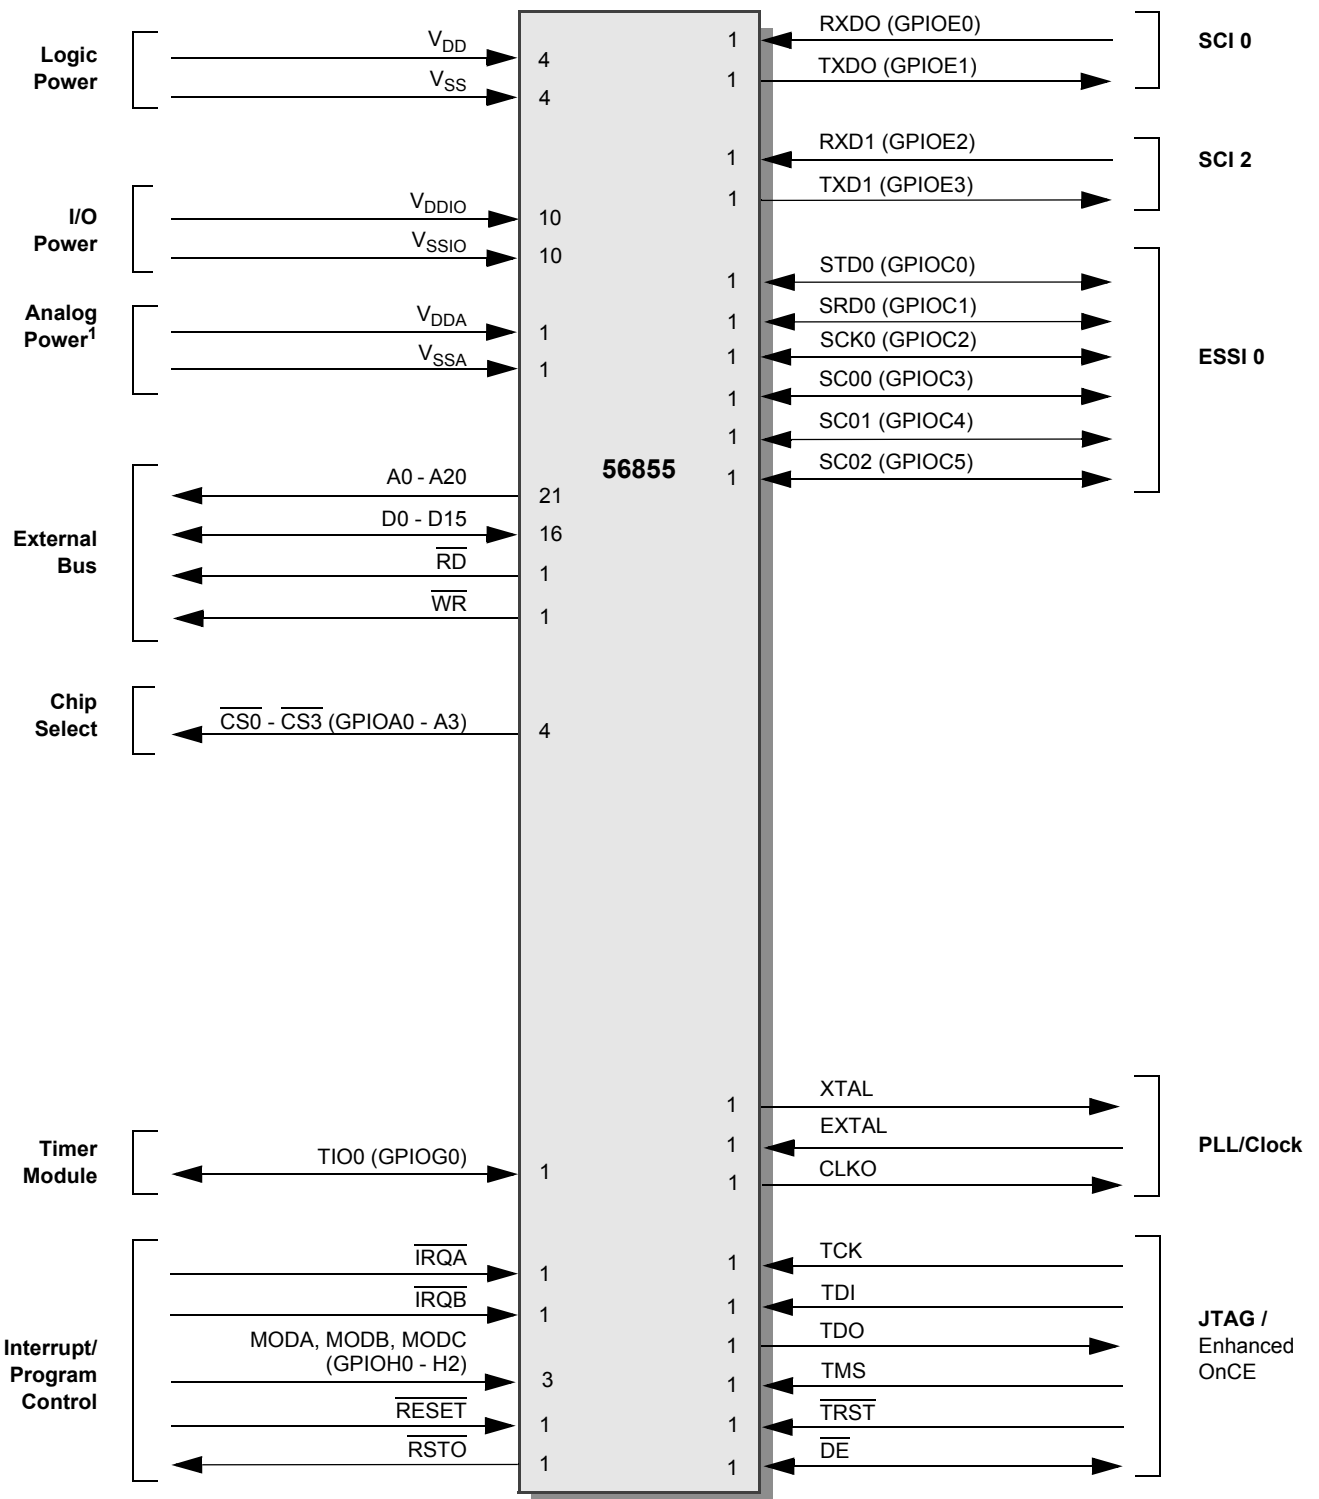 Logic
Power
VDD
4
VSS
4
I/O
Power
VDDIO
10
VSSIO
10
Analog
Power1
VDDA
1
VSSA
1
External
Bus
A0 - A20
21
D0 - D15
16
RD
1
WR
1
Chip
Select
CS0 - CS3 (GPIOA0 - A3)
4
Timer
Module
TIO0 (GPIOG0)
1
Interrupt/
Program
Control
IRQA
1
IRQB
1
MODA, MODB, MODC
(GPIOH0 - H2)
3
RESET
1
RSTO
1
56855
1
RXDO (GPIOE0)
1
TXDO (GPIOE1)
SCI 0
1
RXD1 (GPIOE2)
1
TXD1 (GPIOE3)
SCI 2
1
STD0 (GPIOC0)
1
SRD0 (GPIOC1)
1
SCK0 (GPIOC2)
1
SC00 (GPIOC3)
1
SC01 (GPIOC4)
1
SC02 (GPIOC5)
ESSI 0
1
XTAL
1
EXTAL
1
CLKO
PLL/Clock
1
TCK
1
TDI
1
TDO
1
TMS
1
TRST
1
DE
JTAG /
Enhanced
OnCE